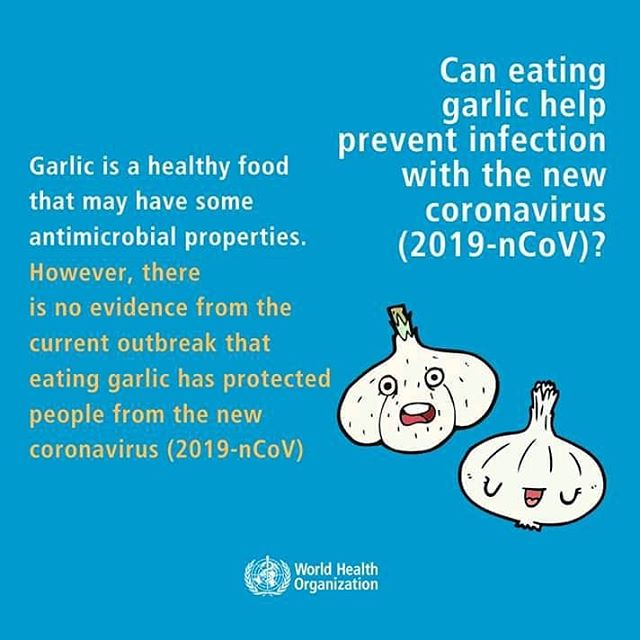 Can eating
garlic help
prevent infection
with the new
coronavirus
(2019-nCoV)?
Garlic is a healthy food
that may have some
antimicrobial properties.
However, there
is no evidence from the
current outbreak that
eating garlic has protected
people from the new
coronavirus (2019-nCoV)
World Health
Organization